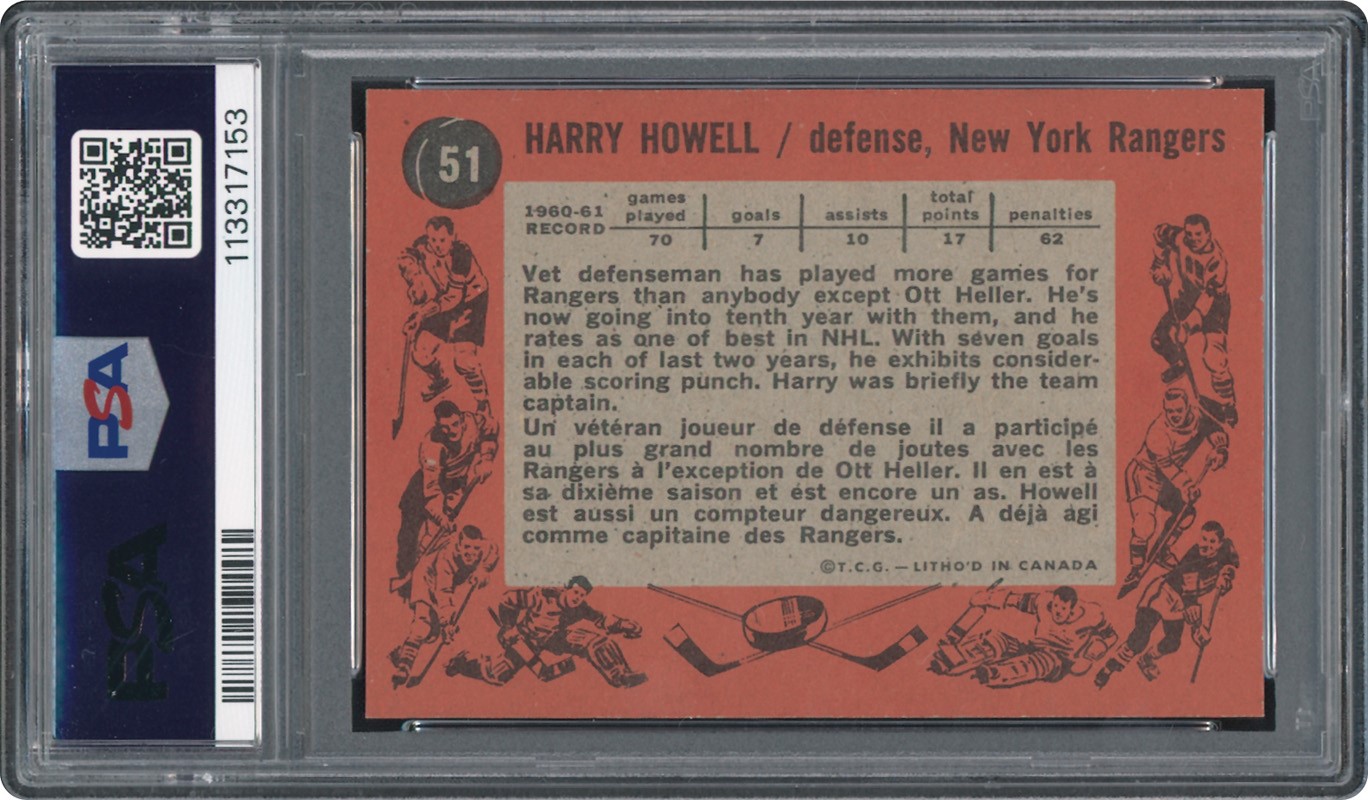 PSA
113317153
PSA
51
HARRY HOWELL / defense, New York Rangers
1960-61 RECORD
games played goals assists total points penalties
70 7 10 17 62
Vet defenseman has played more games for
Rangers than anybody except Ott Heller. He's
now going into tenth year with them, and he
rates as one of best in NHL. With seven goals
in each of last two years, he exhibits consider-
able scoring punch. Harry was briefly the team
captain.
Un vétéran joueur de défense il a participé
au plus grand nombre de joutes avec les
Rangers à l'exception de Ott Heller. Il en est à
sa dixième saison et est encore un as. Howell
est aussi un compteur dangereux. A déjà agi
comme capitaine des Rangers.
©T.C.G. — LITHO'D IN CANADA
PSA